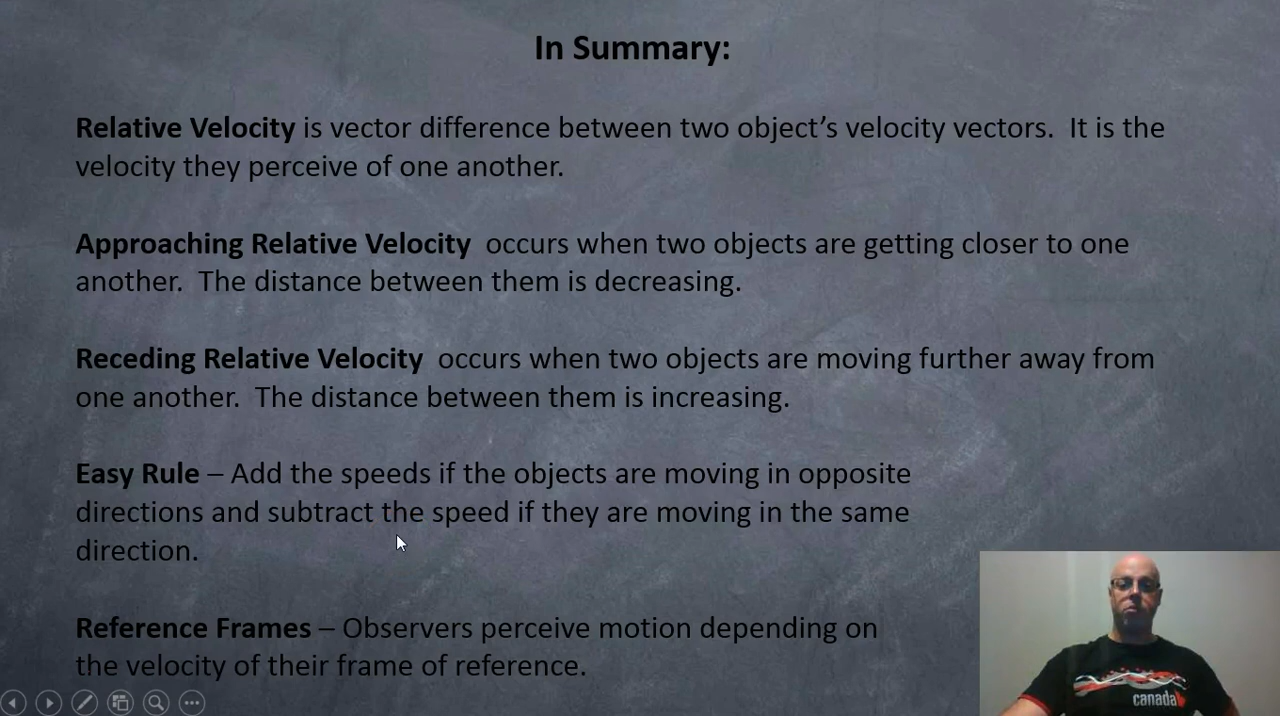 In Summary:
Relative Velocity is vector difference between two object’s velocity vectors.  It is the
velocity they perceive of one another.
Approaching Relative Velocity  occurs when two objects are getting closer to one
another.  The distance between them is decreasing.
Receding Relative Velocity  occurs when two objects are moving further away from
one another.  The distance between them is increasing.
Easy Rule – Add the speeds if the objects are moving in opposite
directions and subtract the speed if they are moving in the same
direction.
Reference Frames – Observers perceive motion depending on
the velocity of their frame of reference.
canada